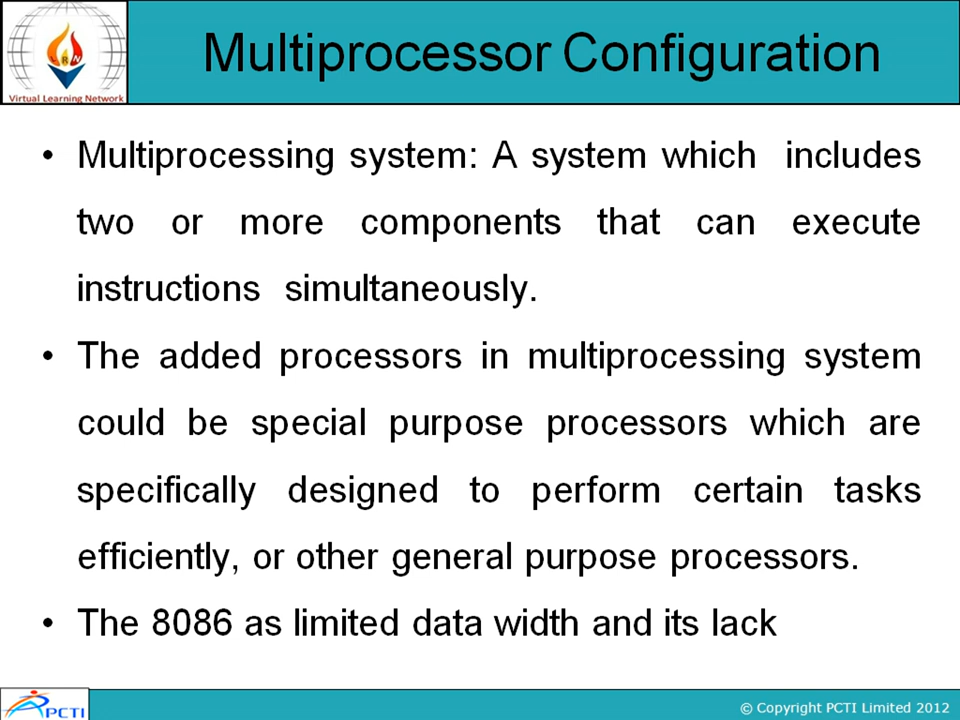 Multiprocessor Configuration
RN
Virtual Learning Network
• Multiprocessing system: A system which includes
two or more components that can execute
instructions simultaneously.
• The added processors in multiprocessing system
could be special purpose processors which are
specifically designed to perform certain tasks
efficiently, or other general purpose processors.
• The 8086 as limited data width and its lack
PCTI
© Copyright PCTI Limited 2012